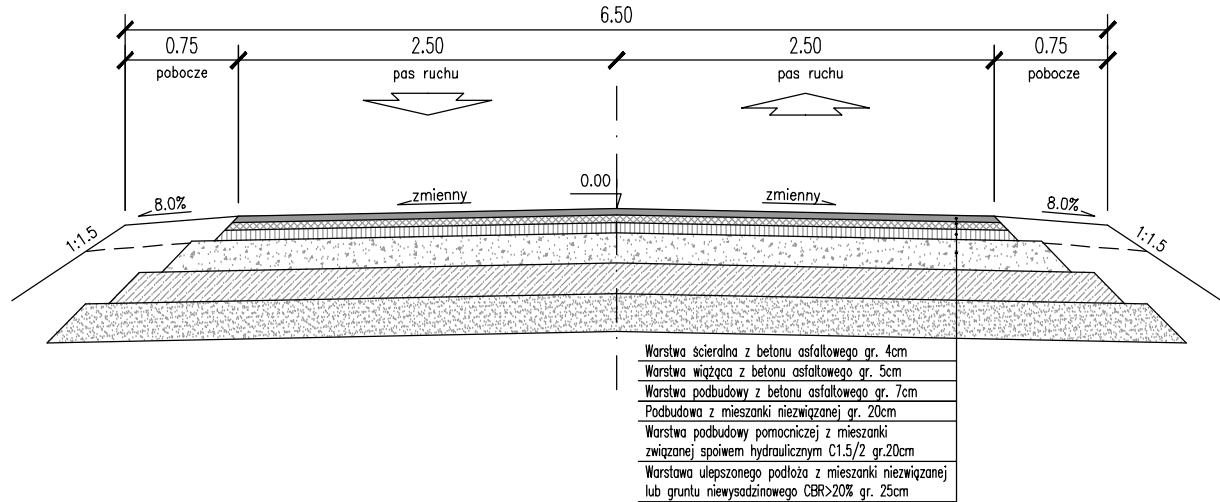 6.50
0.75 2.50 2.50 0.75
pobocze pas ruchu pas ruchu pobocze
0.00
8.0% zmienny zmienny 8.0%
1:1.5 1:1.5
Warstwa ścieralna z betonu asfaltowego gr. 4cm
Warstwa wiążąca z betonu asfaltowego gr. 5cm
Warstwa podbudowy z betonu asfaltowego gr. 7cm
Podbudowa z mieszanki niezwiązanej gr. 20cm
Warstwa podbudowy pomocniczej z mieszanki
związanej spoiwem hydraulicznym C1.5/2 gr.20cm
Warstawa ulepszonego podłoża z mieszanki niezwiązanej
lub gruntu niewysadzinowego CBR>20% gr. 25cm